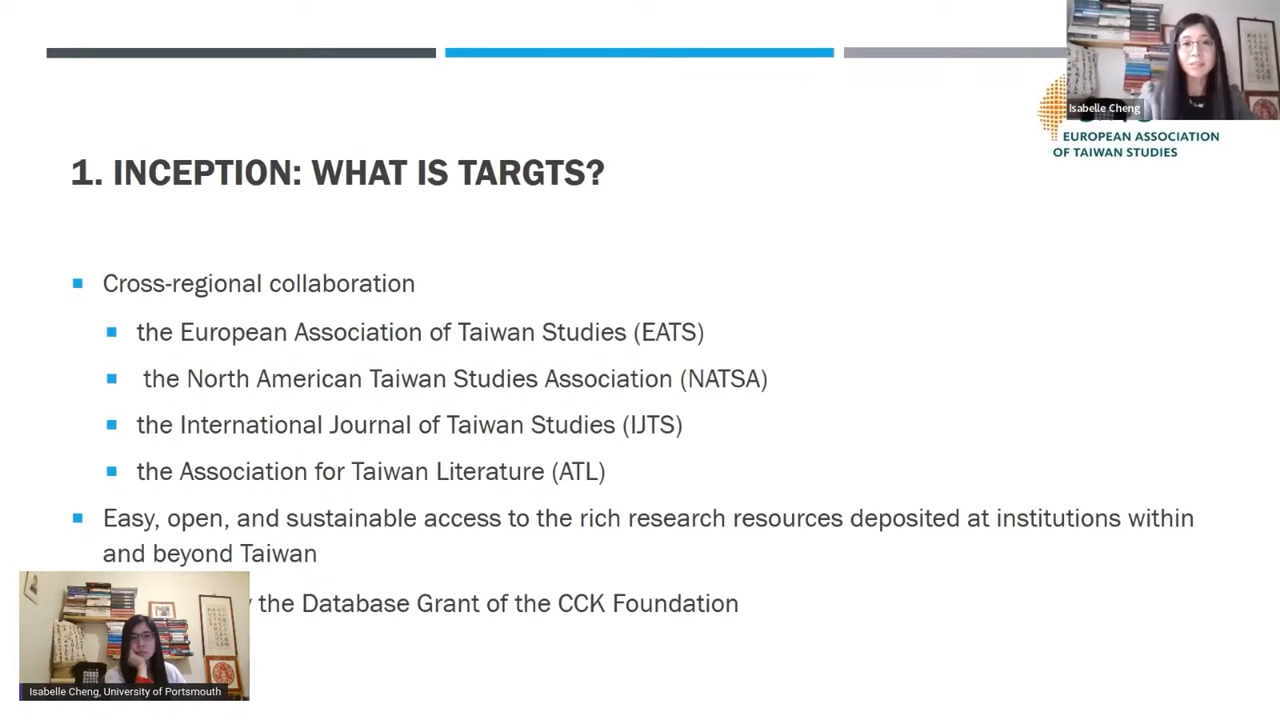 Isabelle Cheng
EUROPEAN ASSOCIATION
OF TAIWAN STUDIES
1. INCEPTION: WHAT IS TARGTS?
Cross-regional collaboration
the European Association of Taiwan Studies (EATS)
the North American Taiwan Studies Association (NATSA)
the International Journal of Taiwan Studies (IJTS)
the Association for Taiwan Literature (ATL)
Easy, open, and sustainable access to the rich research resources deposited at institutions within
and beyond Taiwan
the Database Grant of the CCK Foundation
Isabelle Cheng, University of Portsmouth